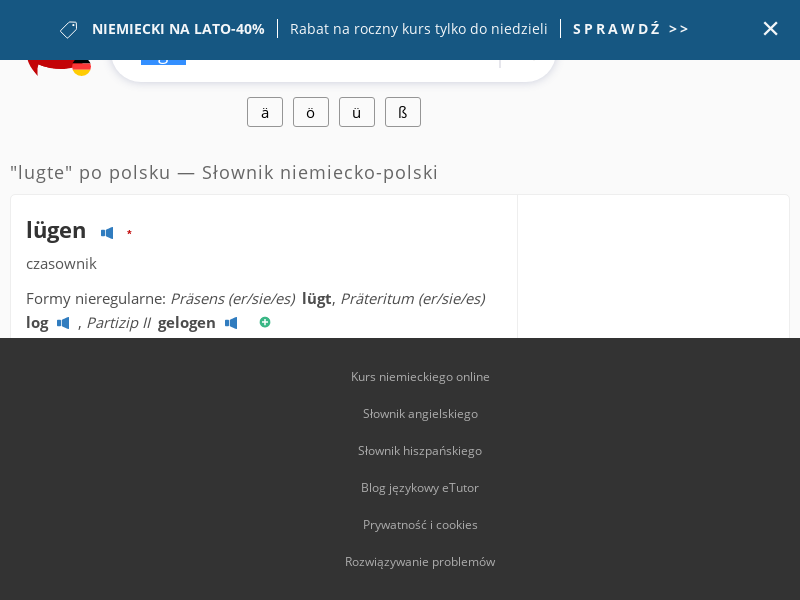 NIEMIECKI NA LATO-40% Rabat na roczny kurs tylko do niedzieli SPRAWDŹ >>
ä ö ü ß
"lugte" po polsku — Słownik niemiecko-polski
lügen *
czasownik
Formy nieregularne: Präsens (er/sie/es) lügt, Präteritum (er/sie/es)
log , Partizip II gelogen
Kurs niemieckiego online
Słownik angielskiego
Słownik hiszpańskiego
Blog językowy eTutor
Prywatność i cookies
Rozwiązywanie problemów